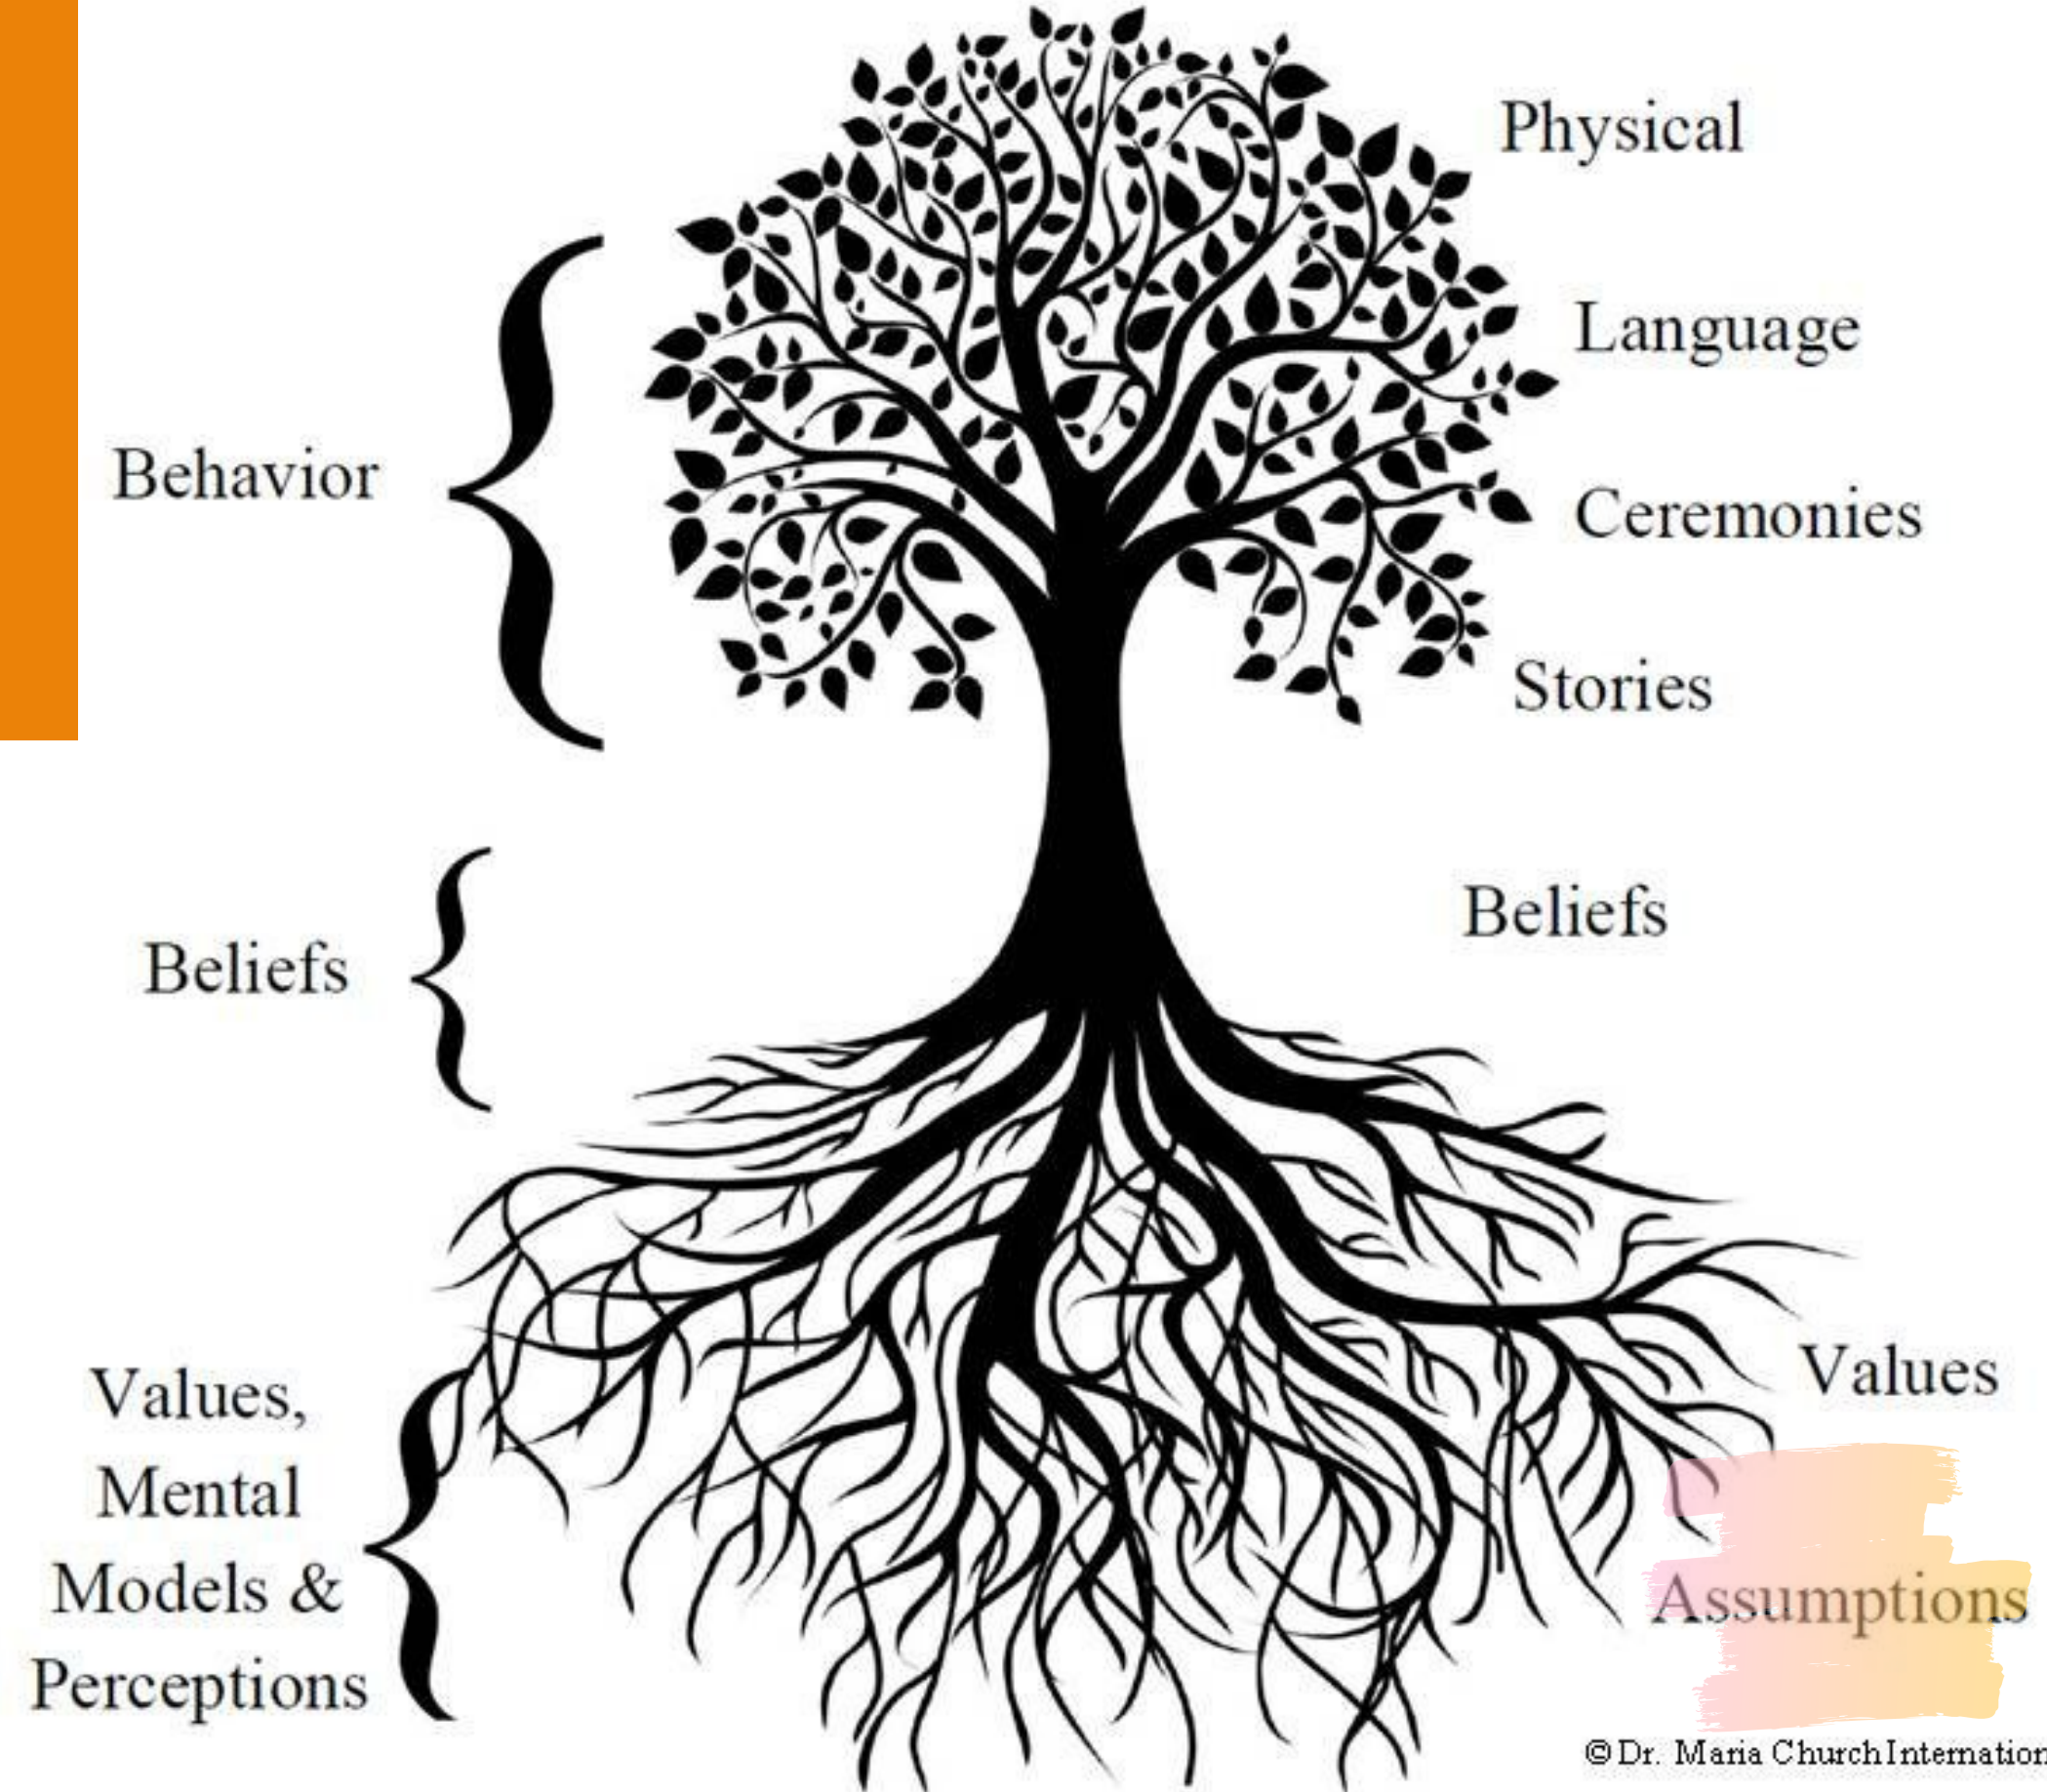 Physical
Language
Behavior
Ceremonies
Stories
Beliefs
Beliefs
Values,
Mental
Models &
Perceptions
Values
Assumptions
© Dr. Maria Church Internation